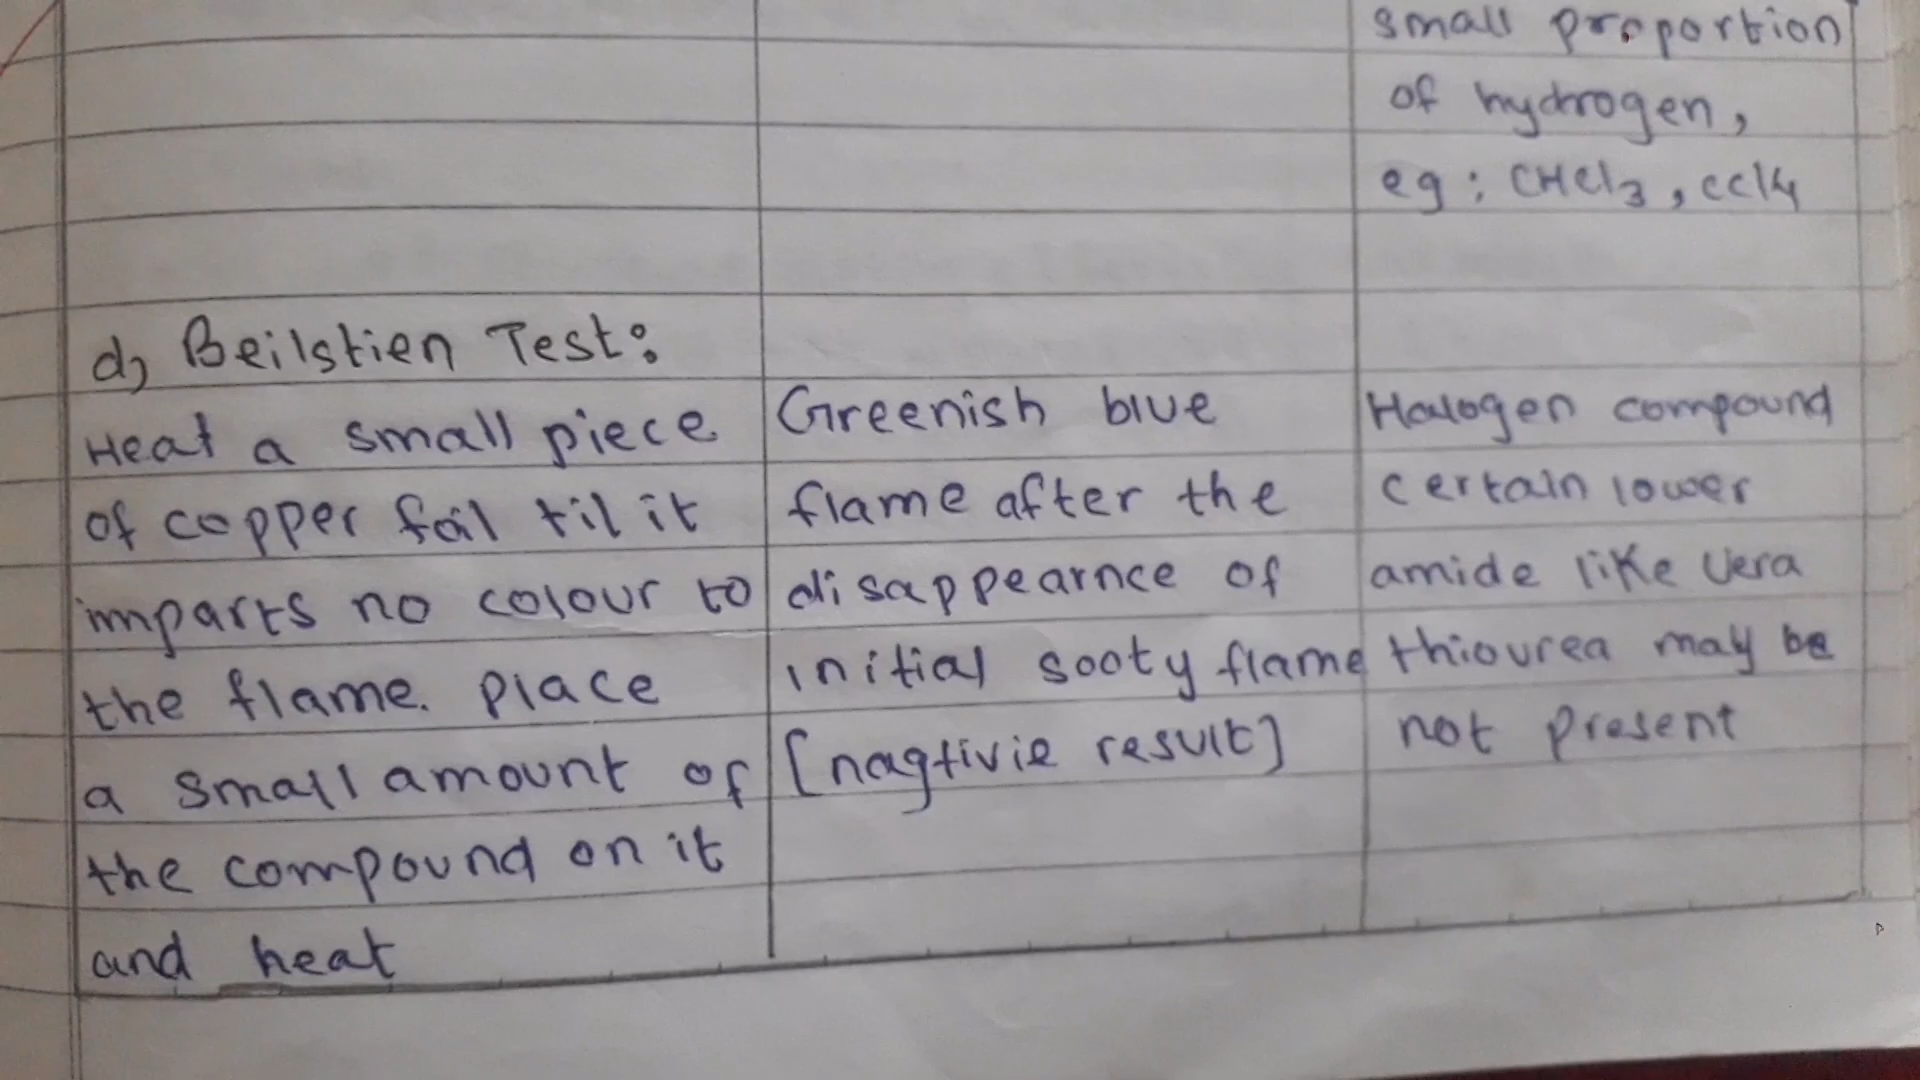 small proportion
of hydrogen,
eg: CHCl3, CCl4
d, Beilstien Test:
Heat a small piece
of copper foil til it
imparts no colour to
the flame. place
a small amount of
the compound on it
and heat
Greenish blue
flame after the
disappearnce of
initial sooty flame
[nagtivie result]
Halogen compound
certain lower
amide like Uera
thiourea may be
not present